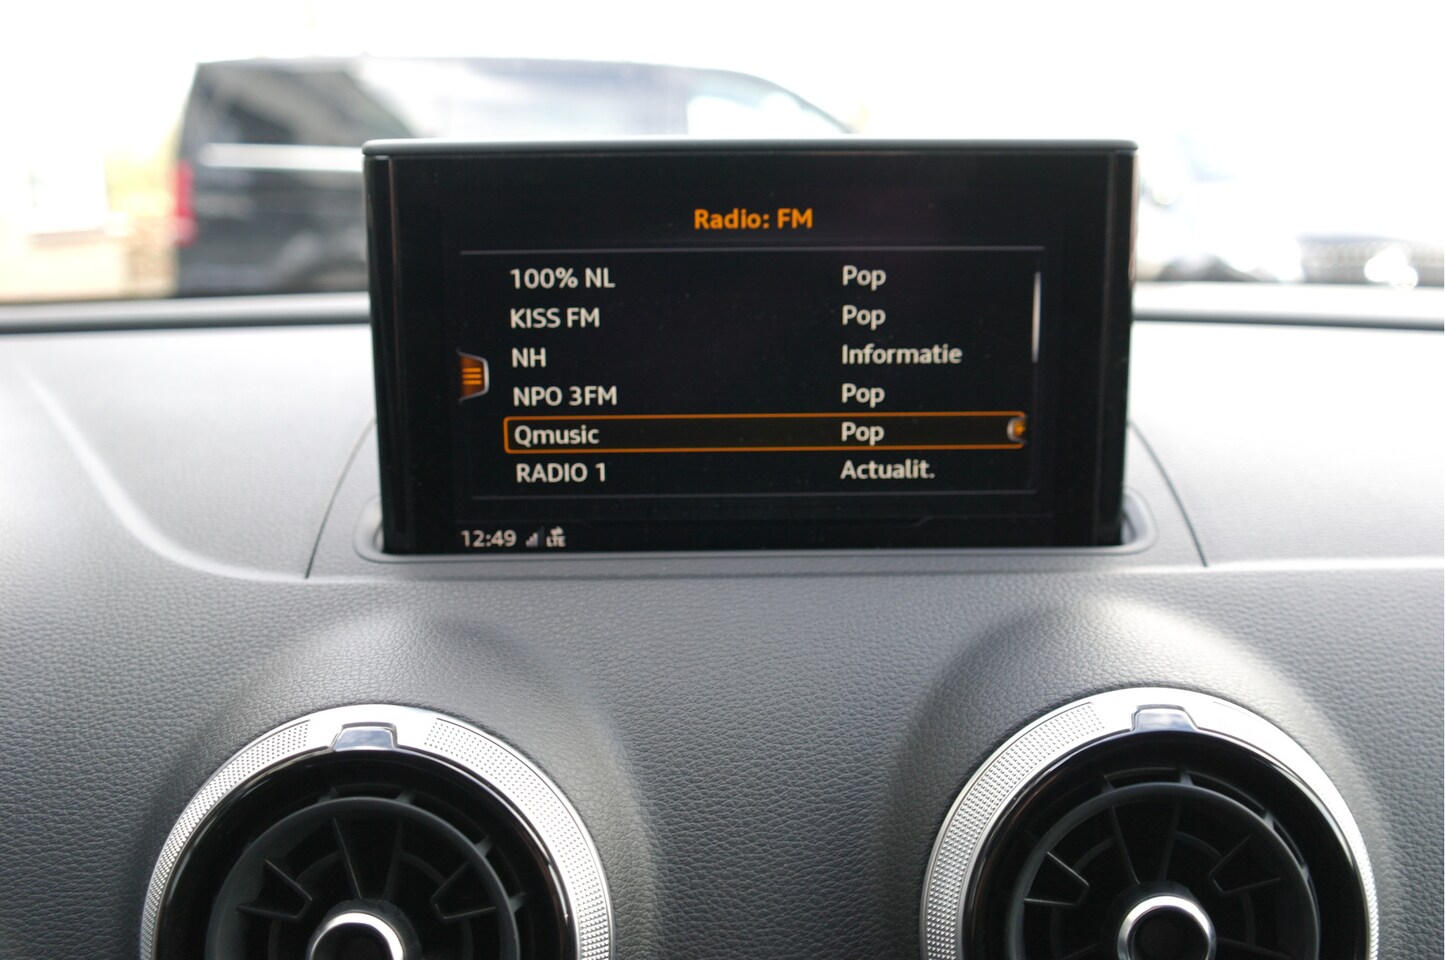 Radio: FM
100% NL Pop
KISS FM Pop
NH Informatie
NPO 3FM Pop
Qmusic Pop
RADIO 1 Actualit.
12:49 LTE